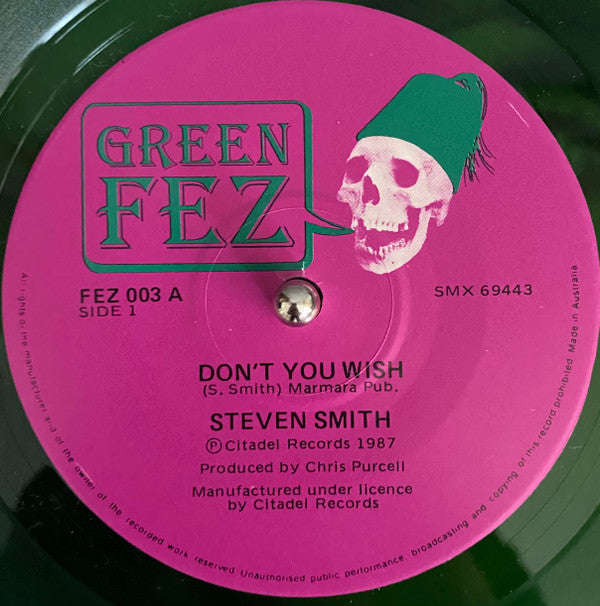 GREEN
FEZ
FEZ 003 A
SIDE 1
SMX 69443
DON'T YOU WISH
(S. Smith) Marmara Pub.
STEVEN SMITH
Ⓟ Citadel Records 1987
Produced by Chris Purcell
Manufactured under licence
by Citadel Records
All rights of the manufacturer and of the owner of the recorded work reserved Unauthorised public performance, broadcasting and copying of this record prohibited. Made in Australia